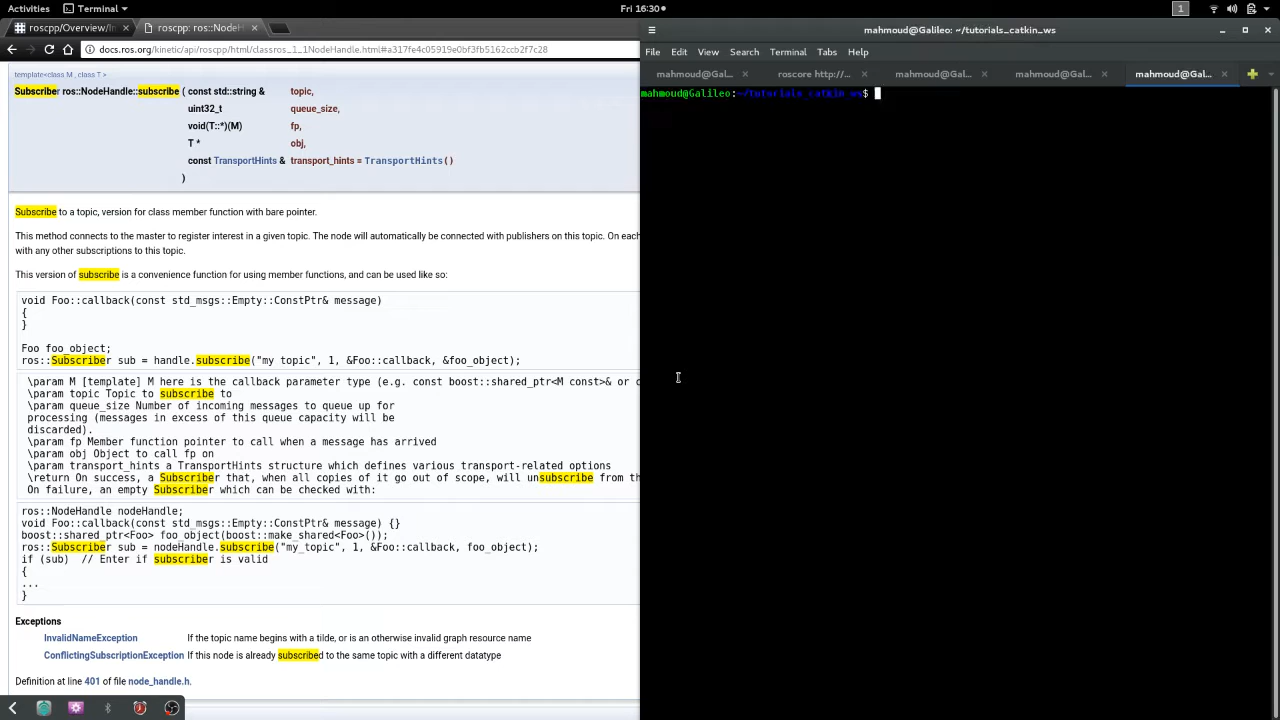 Activities
Terminal
Fri 16:30
1
roscpp/Overview/In
roscpp: ros::NodeH
docs.ros.org/kinetic/api/roscpp/html/classros_1_1NodeHandle.html#a317fe4c05919e0bf3fb5162ccb2f7c28
template<class M , class T >
Subscriber ros::NodeHandle::subscribe ( const std::string & topic,
uint32_t queue_size,
void(T::*)(M) fp,
T * obj,
const TransportHints & transport_hints = TransportHints()
)
Subscribe to a topic, version for class member function with bare pointer.
This method connects to the master to register interest in a given topic. The node will automatically be connected with publishers on this topic. On each
with any other subscriptions to this topic.
This version of subscribe is a convenience function for using member functions, and can be used like so:
void Foo::callback(const std_msgs::Empty::ConstPtr& message)
{
}
Foo foo_object;
ros::Subscriber sub = handle.subscribe("my_topic", 1, &Foo::callback, &foo_object);
\param M [template] M here is the callback parameter type (e.g. const boost::shared_ptr<M const>& or c
\param topic Topic to subscribe to
\param queue_size Number of incoming messages to queue up for
processing (messages in excess of this queue capacity will be
discarded).
\param fp Member function pointer to call when a message has arrived
\param obj Object to call fp on
\param transport_hints a TransportHints structure which defines various transport-related options
\return On success, a Subscriber that, when all copies of it go out of scope, will unsubscribe from th
On failure, an empty Subscriber which can be checked with:
ros::NodeHandle nodeHandle;
void Foo::callback(const std_msgs::Empty::ConstPtr& message) {}
boost::shared_ptr<Foo> foo_object(boost::make_shared<Foo>());
ros::Subscriber sub = nodeHandle.subscribe("my_topic", 1, &Foo::callback, foo_object);
if (sub) // Enter if subscriber is valid
{
...
}
Exceptions
InvalidNameException If the topic name begins with a tilde, or is an otherwise invalid graph resource name
ConflictingSubscriptionException If this node is already subscribed to the same topic with a different datatype
Definition at line 401 of file node_handle.h.
mahmoud@Galileo: ~/tutorials_catkin_ws
File Edit View Search Terminal Tabs Help
mahmoud@Gal...
roscore http://...
mahmoud@Gal...
mahmoud@Gal...
mahmoud@Gal...
mahmoud@Galileo:~/tutorials_catkin_ws$